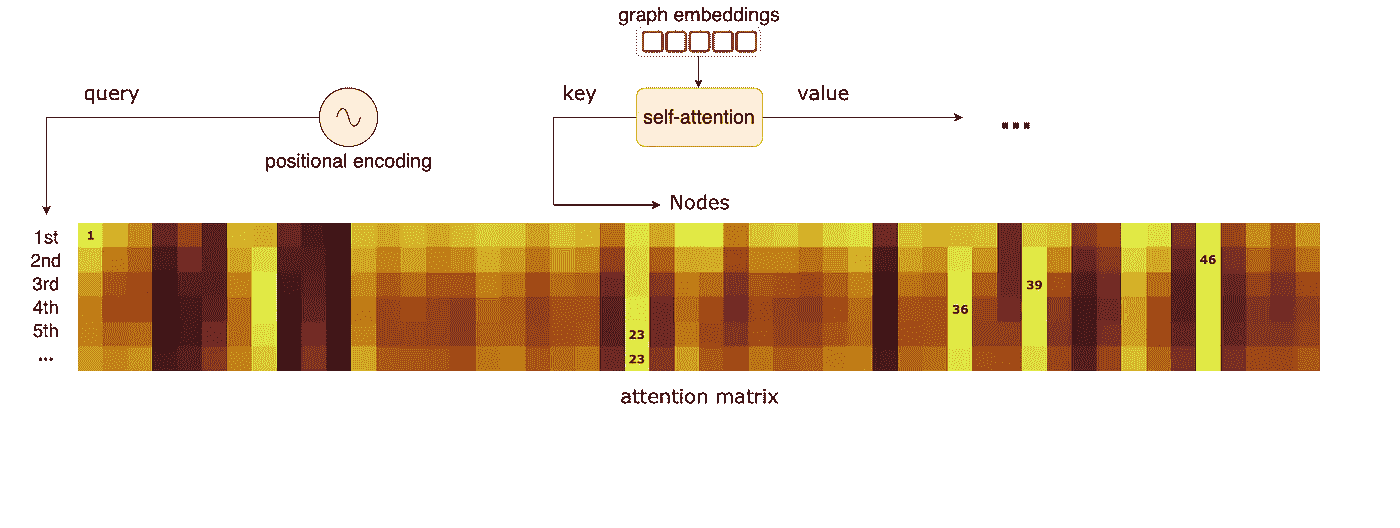 graph embeddings
query
key
self-attention
value
...
positional encoding
Nodes
1st
1
2nd
46
3rd
39
4th
36
5th
23
...
23
attention matrix